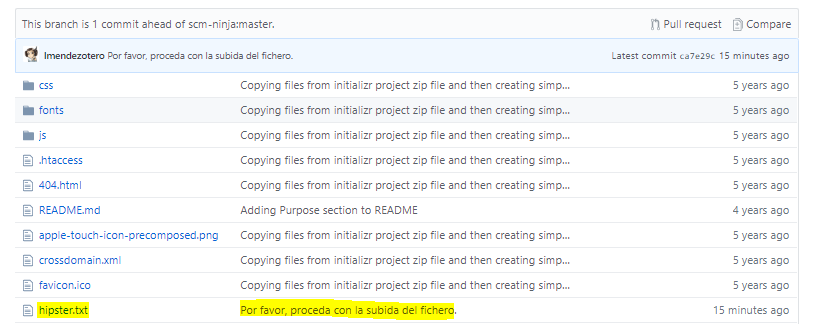 This branch is 1 commit ahead of scm-ninja:master. Pull request Compare
lmendezotero Por favor, proceda con la subida del fichero. Latest commit ca7e29c 15 minutes ago
css Copying files from initializr project zip file and then creating simp... 5 years ago
fonts Copying files from initializr project zip file and then creating simp... 5 years ago
js Copying files from initializr project zip file and then creating simp... 5 years ago
.htaccess Copying files from initializr project zip file and then creating simp... 5 years ago
404.html Copying files from initializr project zip file and then creating simp... 5 years ago
README.md Adding Purpose section to README 4 years ago
apple-touch-icon-precomposed.png Copying files from initializr project zip file and then creating simp... 5 years ago
crossdomain.xml Copying files from initializr project zip file and then creating simp... 5 years ago
favicon.ico Copying files from initializr project zip file and then creating simp... 5 years ago
hipster.txt Por favor, proceda con la subida del fichero. 15 minutes ago